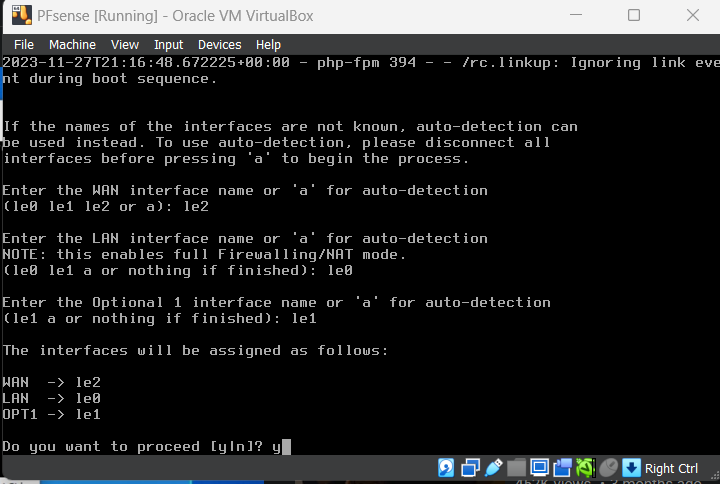 PFsense [Running] - Oracle VM VirtualBox
File Machine View Input Devices Help
2023-11-27T21:16:48.672225+00:00 - php-fpm 394 - - /rc.linkup: Ignoring link eve
nt during boot sequence.
If the names of the interfaces are not known, auto-detection can
be used instead. To use auto-detection, please disconnect all
interfaces before pressing 'a' to begin the process.
Enter the WAN interface name or 'a' for auto-detection
(le0 le1 le2 or a): le2
Enter the LAN interface name or 'a' for auto-detection
NOTE: this enables full Firewalling/NAT mode.
(le0 le1 a or nothing if finished): le0
Enter the Optional 1 interface name or 'a' for auto-detection
(le1 a or nothing if finished): le1
The interfaces will be assigned as follows:
WAN  -> le2
LAN  -> le0
OPT1 -> le1
Do you want to proceed [y|n]? y
Right Ctrl